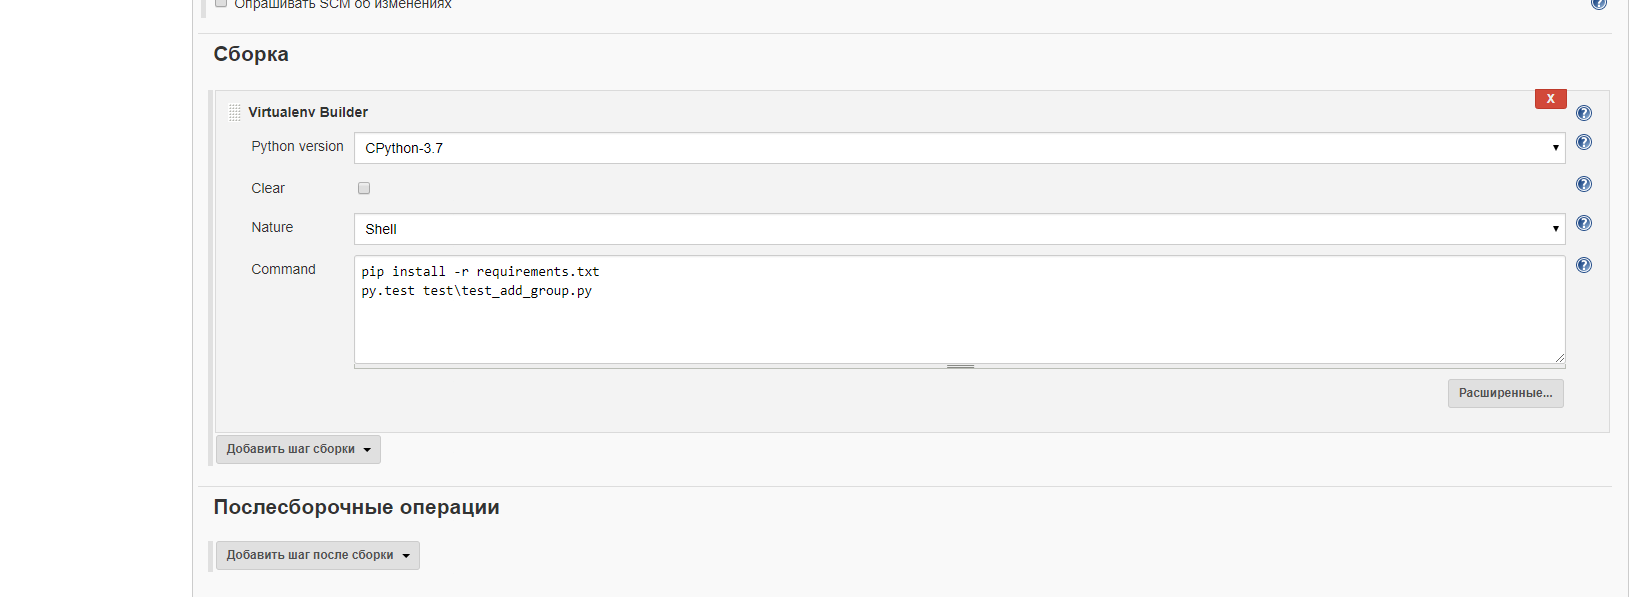 Опрашивать SCM об изменениях
Сборка
Virtualenv Builder
X
Python version
CPython-3.7
Clear
Nature
Shell
Command
pip install -r requirements.txt
py.test test\test_add_group.py
Расширенные...
Добавить шаг сборки
Послесборочные операции
Добавить шаг после сборки